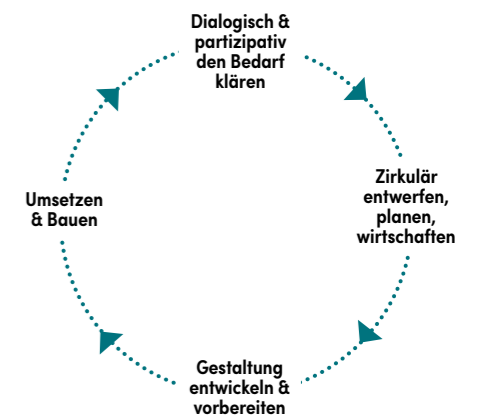 Dialogisch &
partizipativ
den Bedarf
klären
Zirkulär
entwerfen,
planen,
wirtschaften
Gestaltung
entwickeln &
vorbereiten
Umsetzen
& Bauen